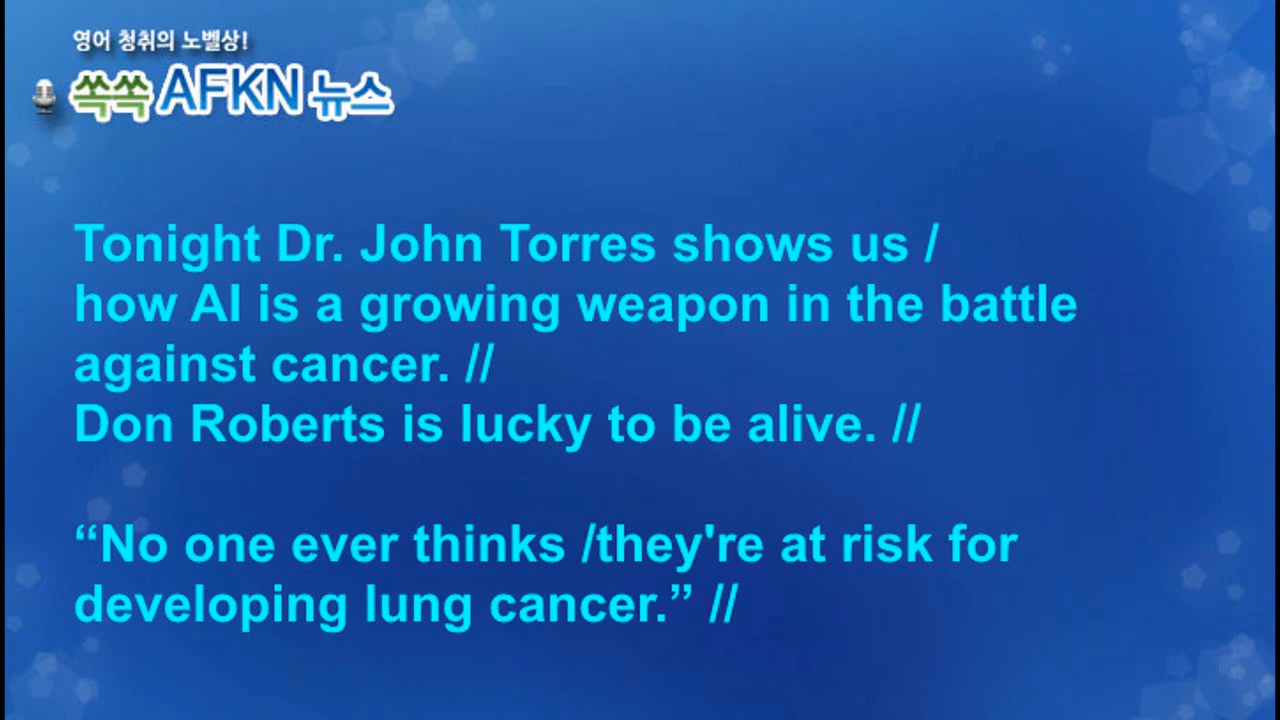 영어 청취의 노벨상!
쏙쏙 AFKN 뉴스
Tonight Dr. John Torres shows us /
how AI is a growing weapon in the battle
against cancer. //
Don Roberts is lucky to be alive. //
“No one ever thinks /they're at risk for
developing lung cancer.” //